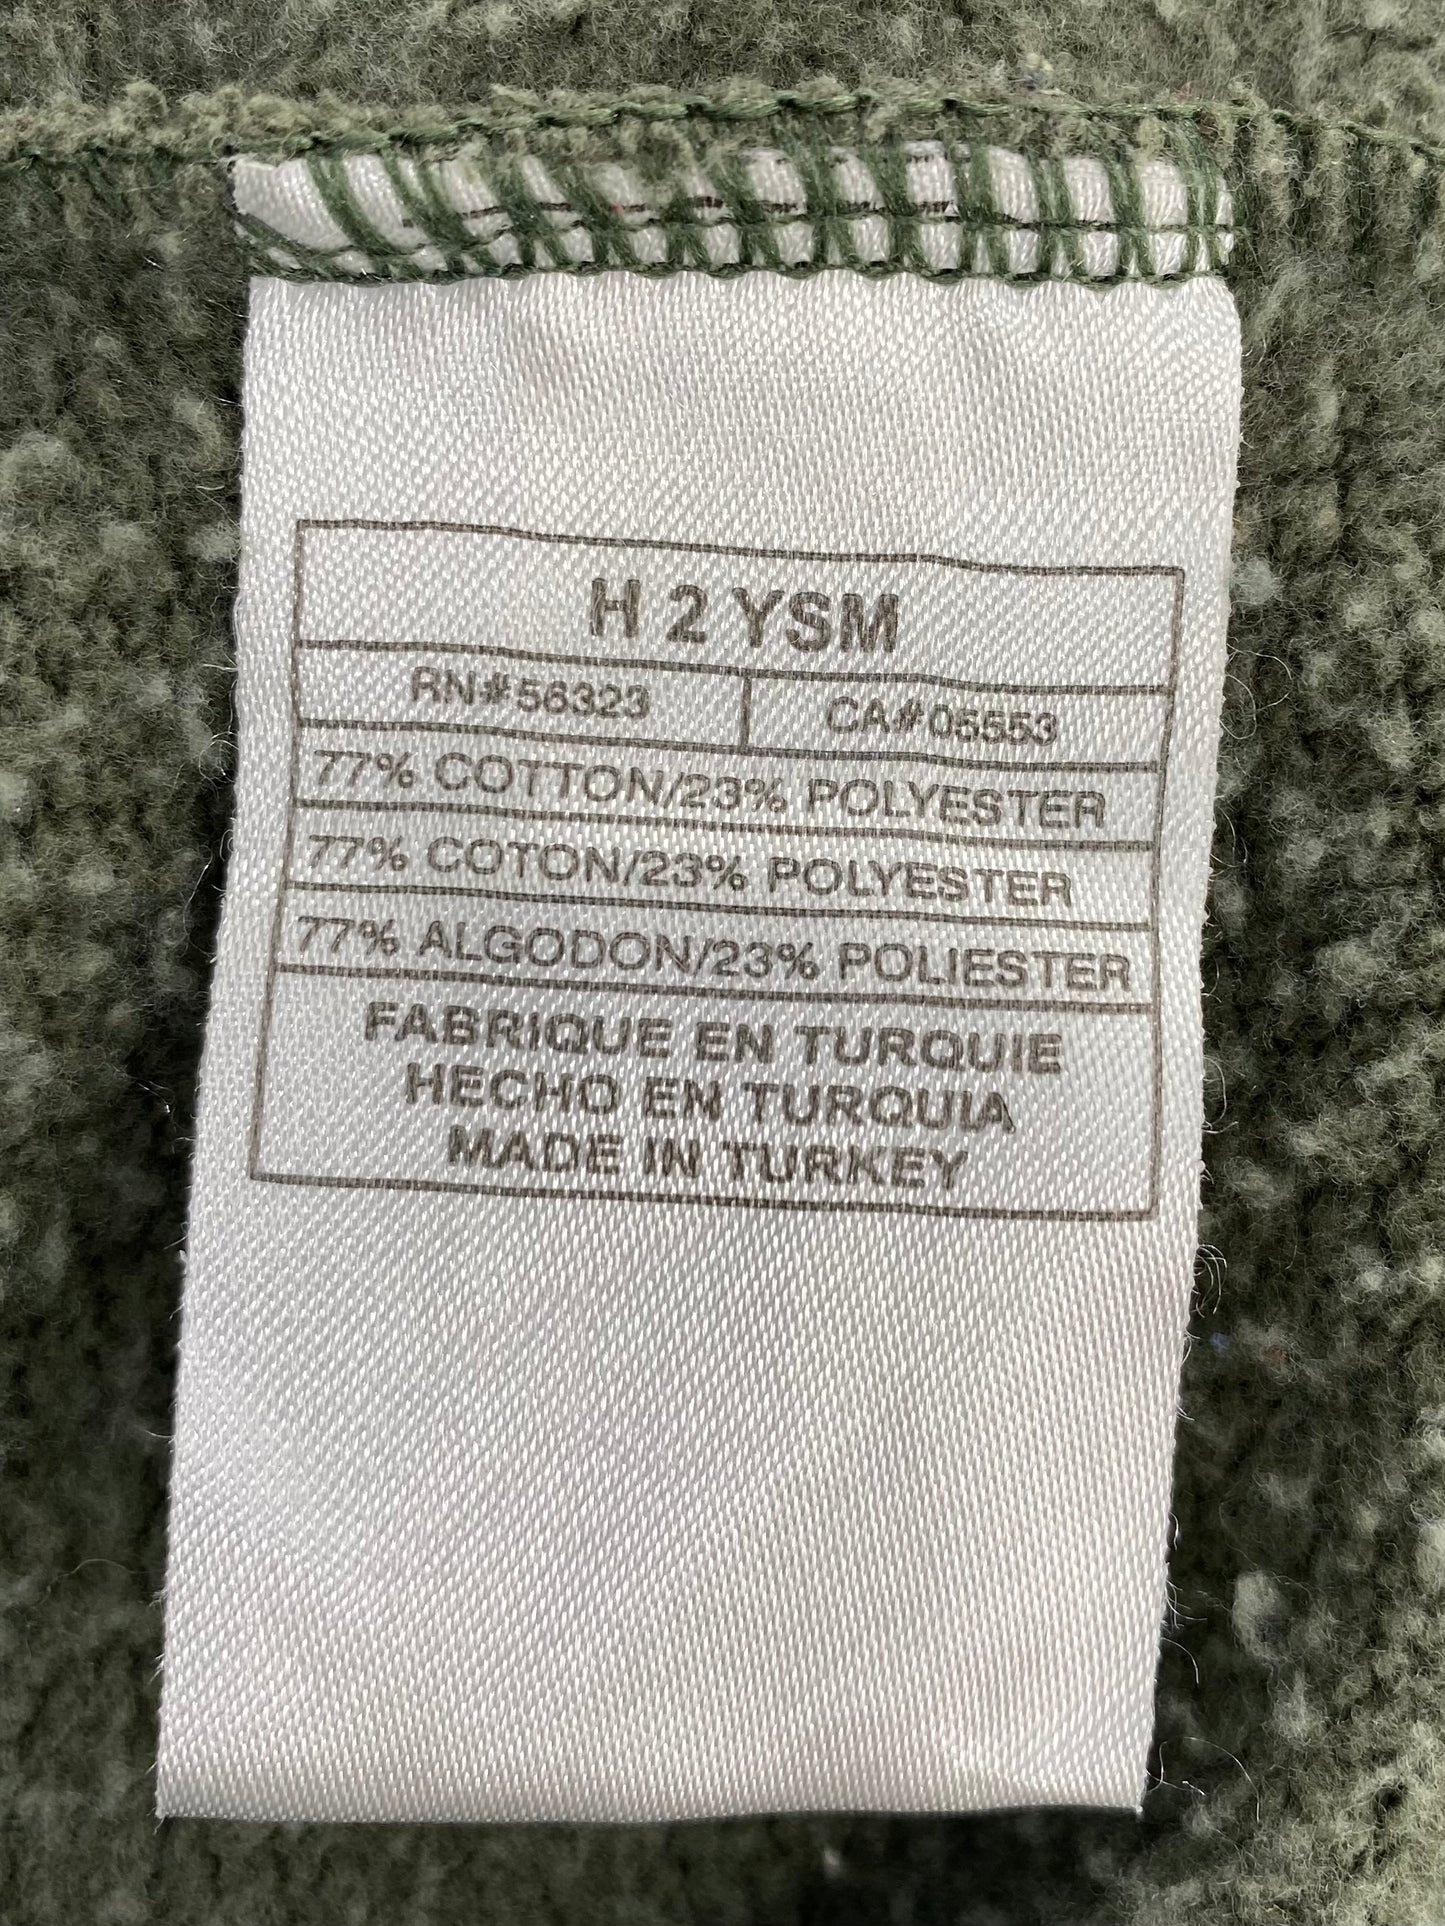 H 2 YSM
RN#56323 CA#05553
77% COTTON/23% POLYESTER
77% COTON/23% POLYESTER
77% ALGODON/23% POLIESTER
FABRIQUE EN TURQUIE
HECHO EN TURQUIA
MADE IN TURKEY